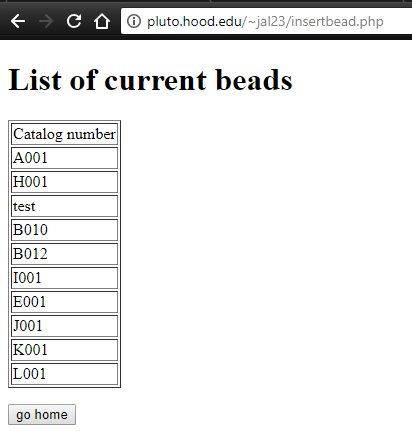 pluto.hood.edu/~jal23/insertbead.php
List of current beads
Catalog number
A001
H001
test
B010
B012
I001
E001
J001
K001
L001
go home